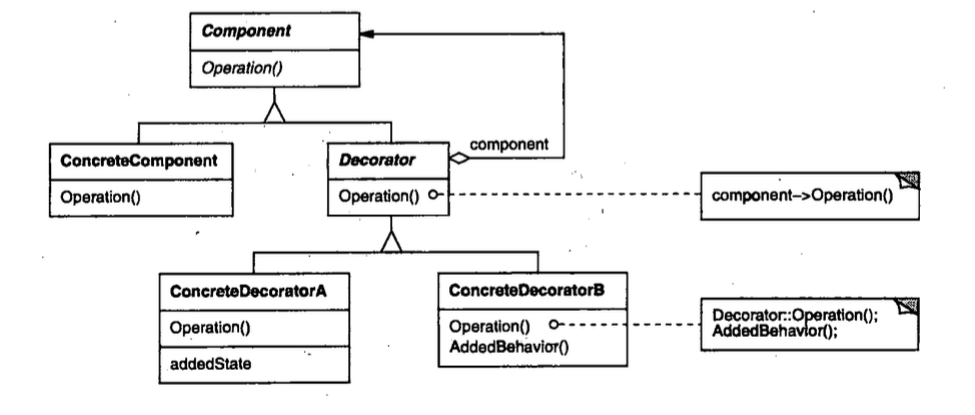 Component
Operation()
component
ConcreteComponent
Operation()
Decorator
Operation()
component–>Operation()
ConcreteDecoratorA
Operation()
addedState
ConcreteDecoratorB
Operation()
AddedBehavior()
Decorator::Operation();
AddedBehavior();